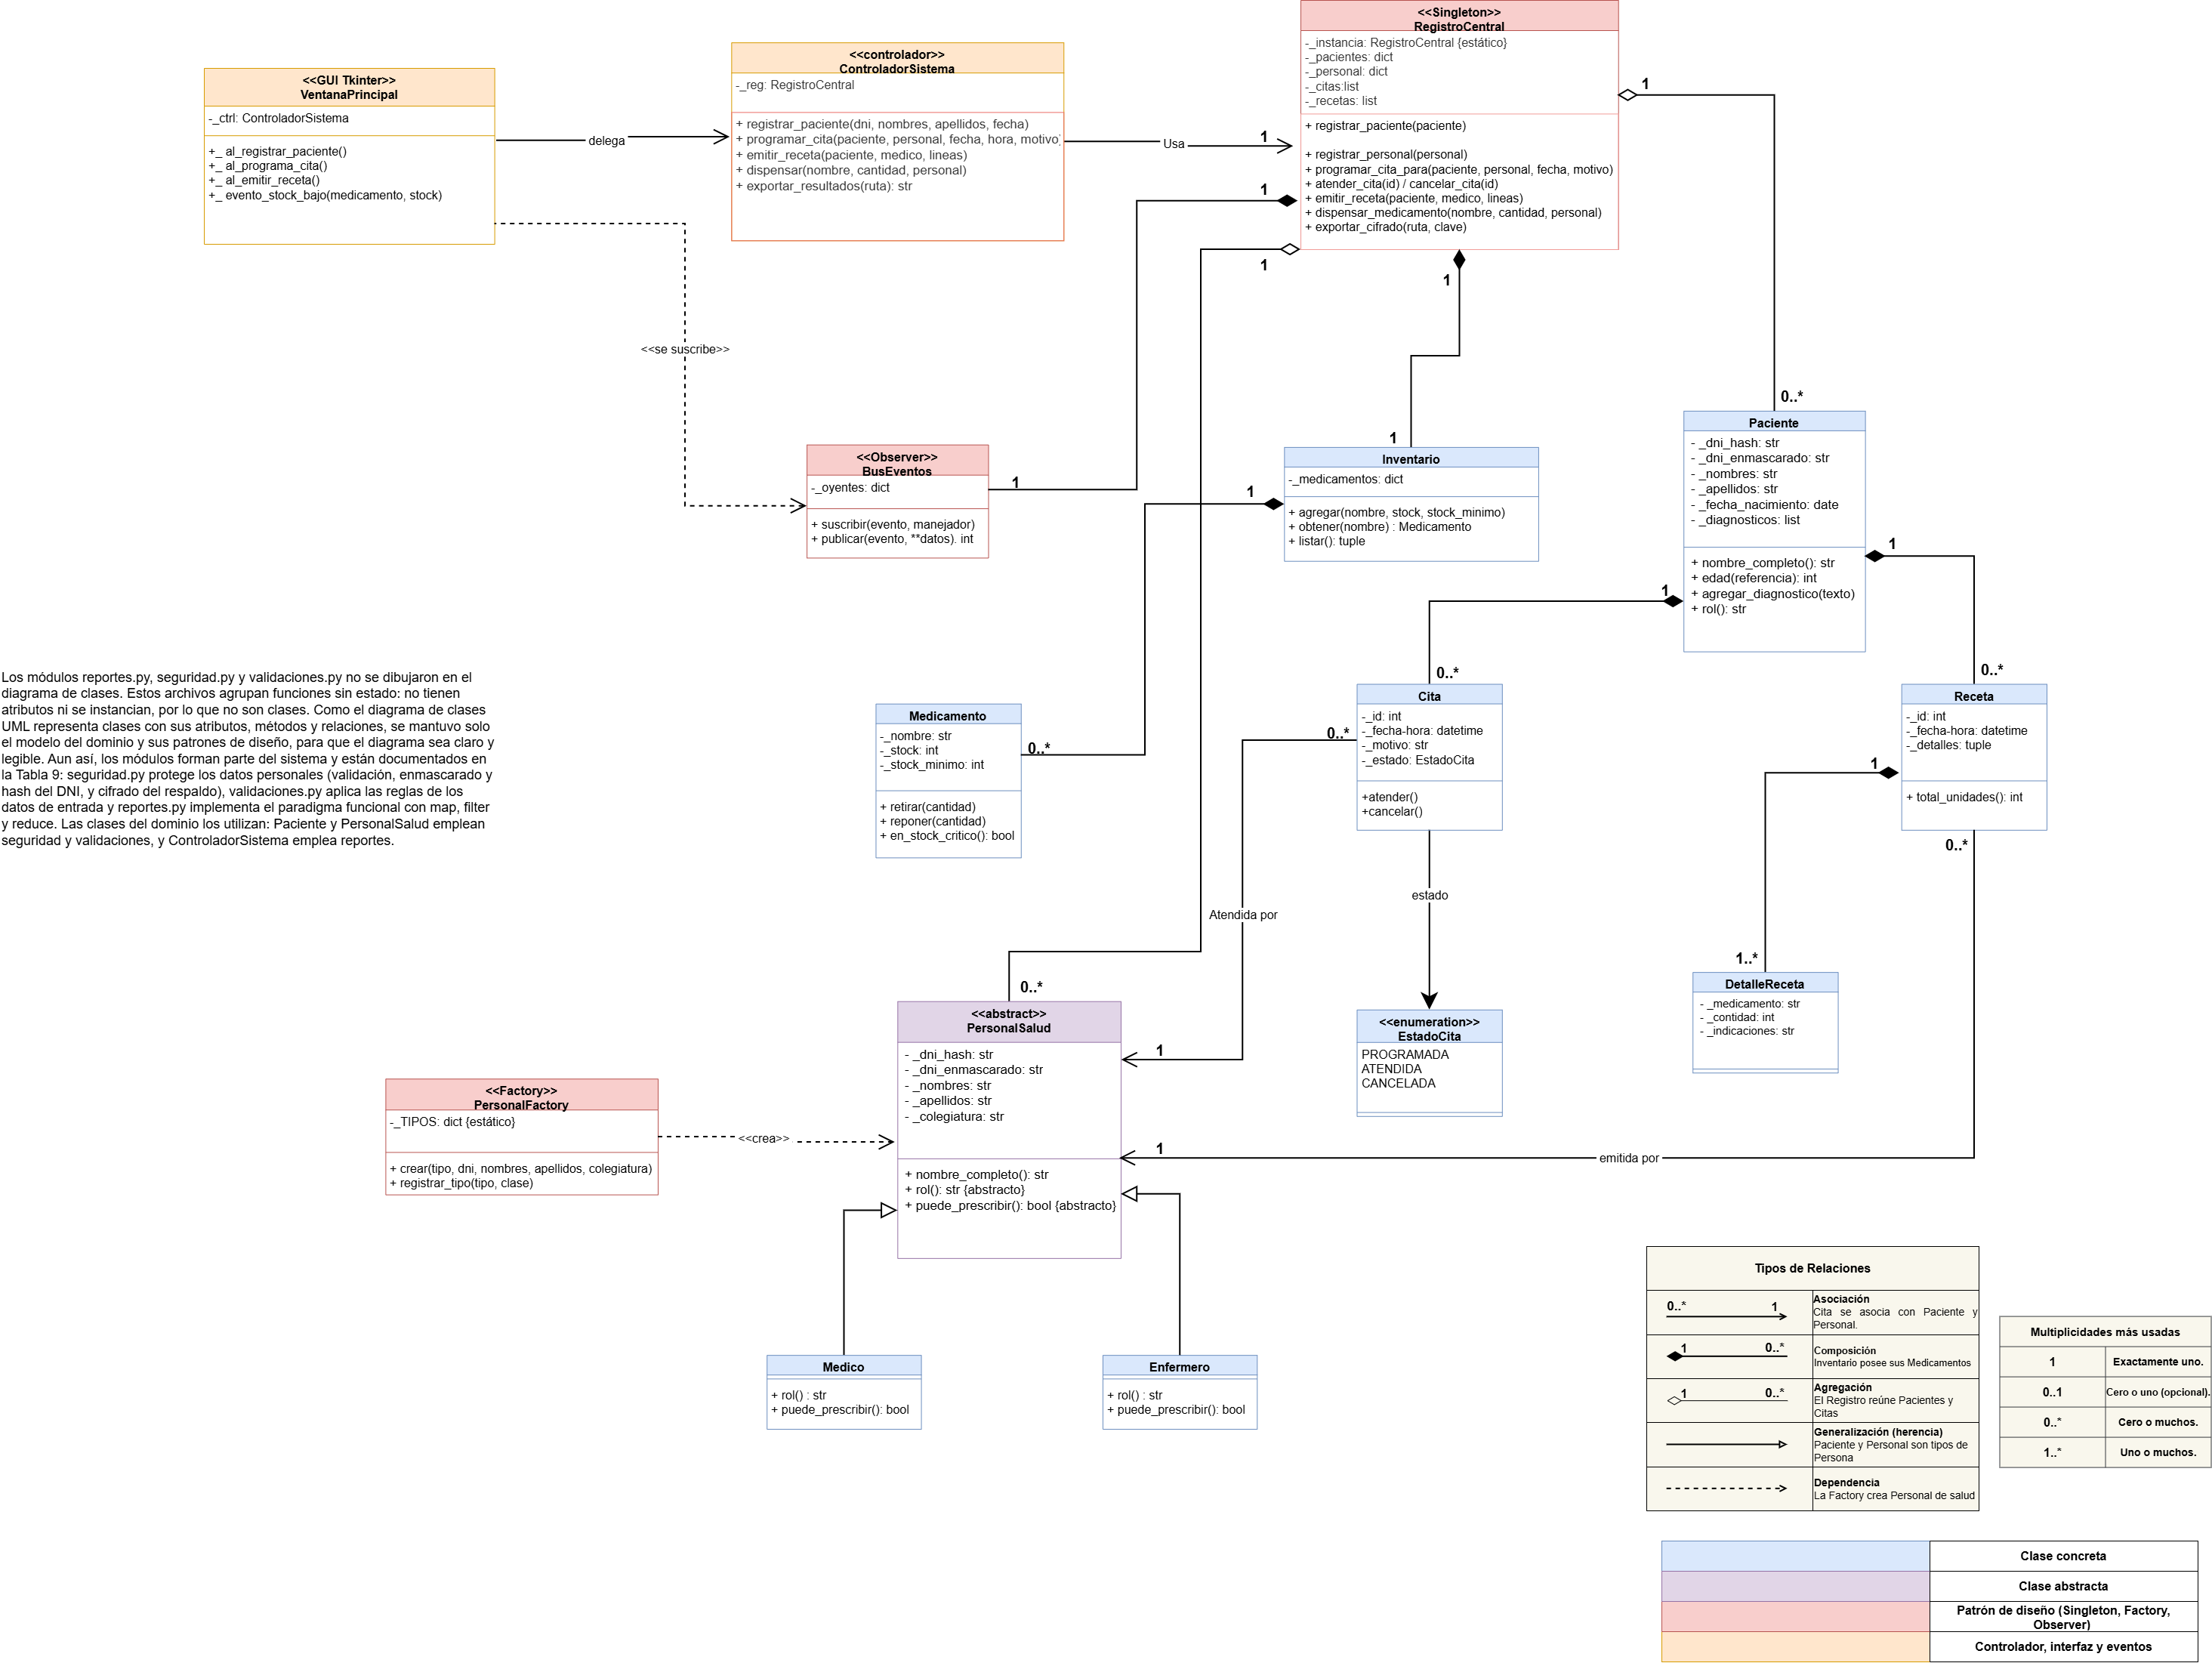 <<GUI Tkinter>>
VentanaPrincipal
-_ctrl: ControladorSistema
+_ al_registrar_paciente()
+_ al_programa_cita()
+_ al_emitir_receta()
+_ evento_stock_bajo(medicamento, stock)
delega
<<controlador>>
ControladorSistema
-_reg: RegistroCentral
+ registrar_paciente(dni, nombres, apellidos, fecha)
+ programar_cita(paciente, personal, fecha, hora, motivo)
+ emitir_receta(paciente, medico, lineas)
+ dispensar(nombre, cantidad, personal)
+ exportar_resultados(ruta): str
Usa
1
<<Singleton>>
RegistroCentral
-_instancia: RegistroCentral {estático}
-_pacientes: dict
-_personal: dict
-_citas:list
-_recetas: list
+ registrar_paciente(paciente)
+ registrar_personal(personal)
+ programar_cita_para(paciente, personal, fecha, motivo)
+ atender_cita(id) / cancelar_cita(id)
+ emitir_receta(paciente, medico, lineas)
+ dispensar_medicamento(nombre, cantidad, personal)
+ exportar_cifrado(ruta, clave)
1
1
1
1
<<se suscribe>>
0..*
<<Observer>>
BusEventos
-_oyentes: dict
+ suscribir(evento, manejador)
+ publicar(evento, **datos). int
1
1
1
Inventario
-_medicamentos: dict
+ agregar(nombre, stock, stock_minimo)
+ obtener(nombre) : Medicamento
+ listar(): tuple
Paciente
- _dni_hash: str
- _dni_enmascarado: str
- _nombres: str
- _apellidos: str
- _fecha_nacimiento: date
- _diagnosticos: list
+ nombre_completo(): str
+ edad(referencia): int
+ agregar_diagnostico(texto)
+ rol(): str
1
1
0..*
0..*
Los módulos reportes.py, seguridad.py y validaciones.py no se dibujaron en el
diagrama de clases. Estos archivos agrupan funciones sin estado: no tienen
atributos ni se instancian, por lo que no son clases. Como el diagrama de clases
UML representa clases con sus atributos, métodos y relaciones, se mantuvo solo
el modelo del dominio y sus patrones de diseño, para que el diagrama sea claro y
legible. Aun así, los módulos forman parte del sistema y están documentados en
la Tabla 9: seguridad.py protege los datos personales (validación, enmascarado y
hash del DNI, y cifrado del respaldo), validaciones.py aplica las reglas de los
datos de entrada y reportes.py implementa el paradigma funcional con map, filter
y reduce. Las clases del dominio los utilizan: Paciente y PersonalSalud emplean
seguridad y validaciones, y ControladorSistema emplea reportes.
Medicamento
-_nombre: str
-_stock: int
-_stock_minimo: int
+ retirar(cantidad)
+ reponer(cantidad)
+ en_stock_critico(): bool
0..*
0..*
Cita
-_id: int
-_fecha-hora: datetime
-_motivo: str
-_estado: EstadoCita
+atender()
+cancelar()
Receta
-_id: int
-_fecha-hora: datetime
-_detalles: tuple
+ total_unidades(): int
1
0..*
estado
Atendida por
1..*
0..*
<<abstract>>
PersonalSalud
- _dni_hash: str
- _dni_enmascarado: str
- _nombres: str
- _apellidos: str
- _colegiatura: str
+ nombre_completo(): str
+ rol(): str {abstracto}
+ puede_prescribir(): bool {abstracto}
1
1
<<enumeration>>
EstadoCita
PROGRAMADA
ATENDIDA
CANCELADA
DetalleReceta
- _medicamento: str
- _contidad: int
- _indicaciones: str
<<Factory>>
PersonalFactory
-_TIPOS: dict {estático}
+ crear(tipo, dni, nombres, apellidos, colegiatura)
+ registrar_tipo(tipo, clase)
<<crea>>
emitida por
Medico
+ rol() : str
+ puede_prescribir(): bool
Enfermero
+ rol() : str
+ puede_prescribir(): bool
Tipos de Relaciones
0..*
1
Asociación
Cita se asocia con Paciente y
Personal.
1
0..*
Composición
Inventario posee sus Medicamentos
1
0..*
Agregación
El Registro reúne Pacientes y
Citas
Generalización (herencia)
Paciente y Personal son tipos de
Persona
Dependencia
La Factory crea Personal de salud
Multiplicidades más usadas
1 Exactamente uno.
0..1 Cero o uno (opcional).
0..* Cero o muchos.
1..* Uno o muchos.
Clase concreta
Clase abstracta
Patrón de diseño (Singleton, Factory,
Observer)
Controlador, interfaz y eventos